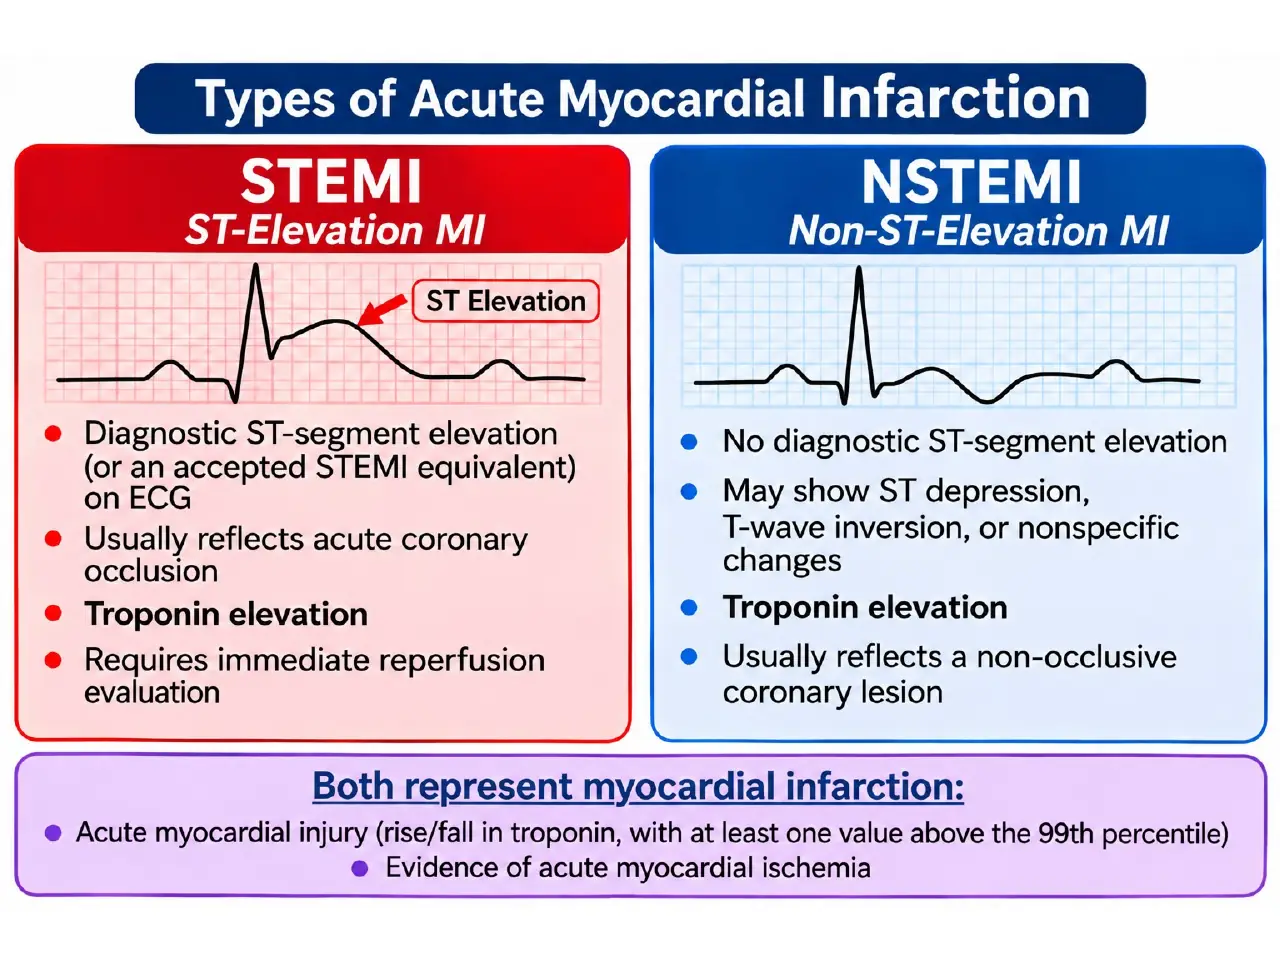 Types of Acute Myocardial Infarction
STEMI
ST-Elevation MI
ST Elevation
Diagnostic ST-segment elevation
(or an accepted STEMI equivalent)
on ECG
Usually reflects acute coronary
occlusion
Troponin elevation
Requires immediate reperfusion
evaluation
NSTEMI
Non-ST-Elevation MI
No diagnostic ST-segment elevation
May show ST depression,
T-wave inversion, or nonspecific
changes
Troponin elevation
Usually reflects a non-occlusive
coronary lesion
Both represent myocardial infarction:
Acute myocardial injury (rise/fall in troponin, with at least one value above the 99th percentile)
Evidence of acute myocardial ischemia